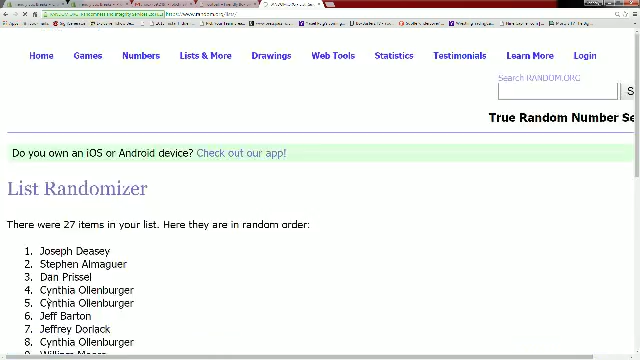 Home Games Numbers Lists & More Drawings Web Tools Statistics Testimonials Learn More Login
Search RANDOM.ORG
S
True Random Number Se
Do you own an iOS or Android device? Check out our app!
List Randomizer
There were 27 items in your list. Here they are in random order:
1. Joseph Deasey
2. Stephen Almaguer
3. Dan Prissel
4. Cynthia Ollenburger
5. Cynthia Ollenburger
6. Jeff Barton
7. Jeffrey Dorlack
8. Cynthia Ollenburger
9. William Moore